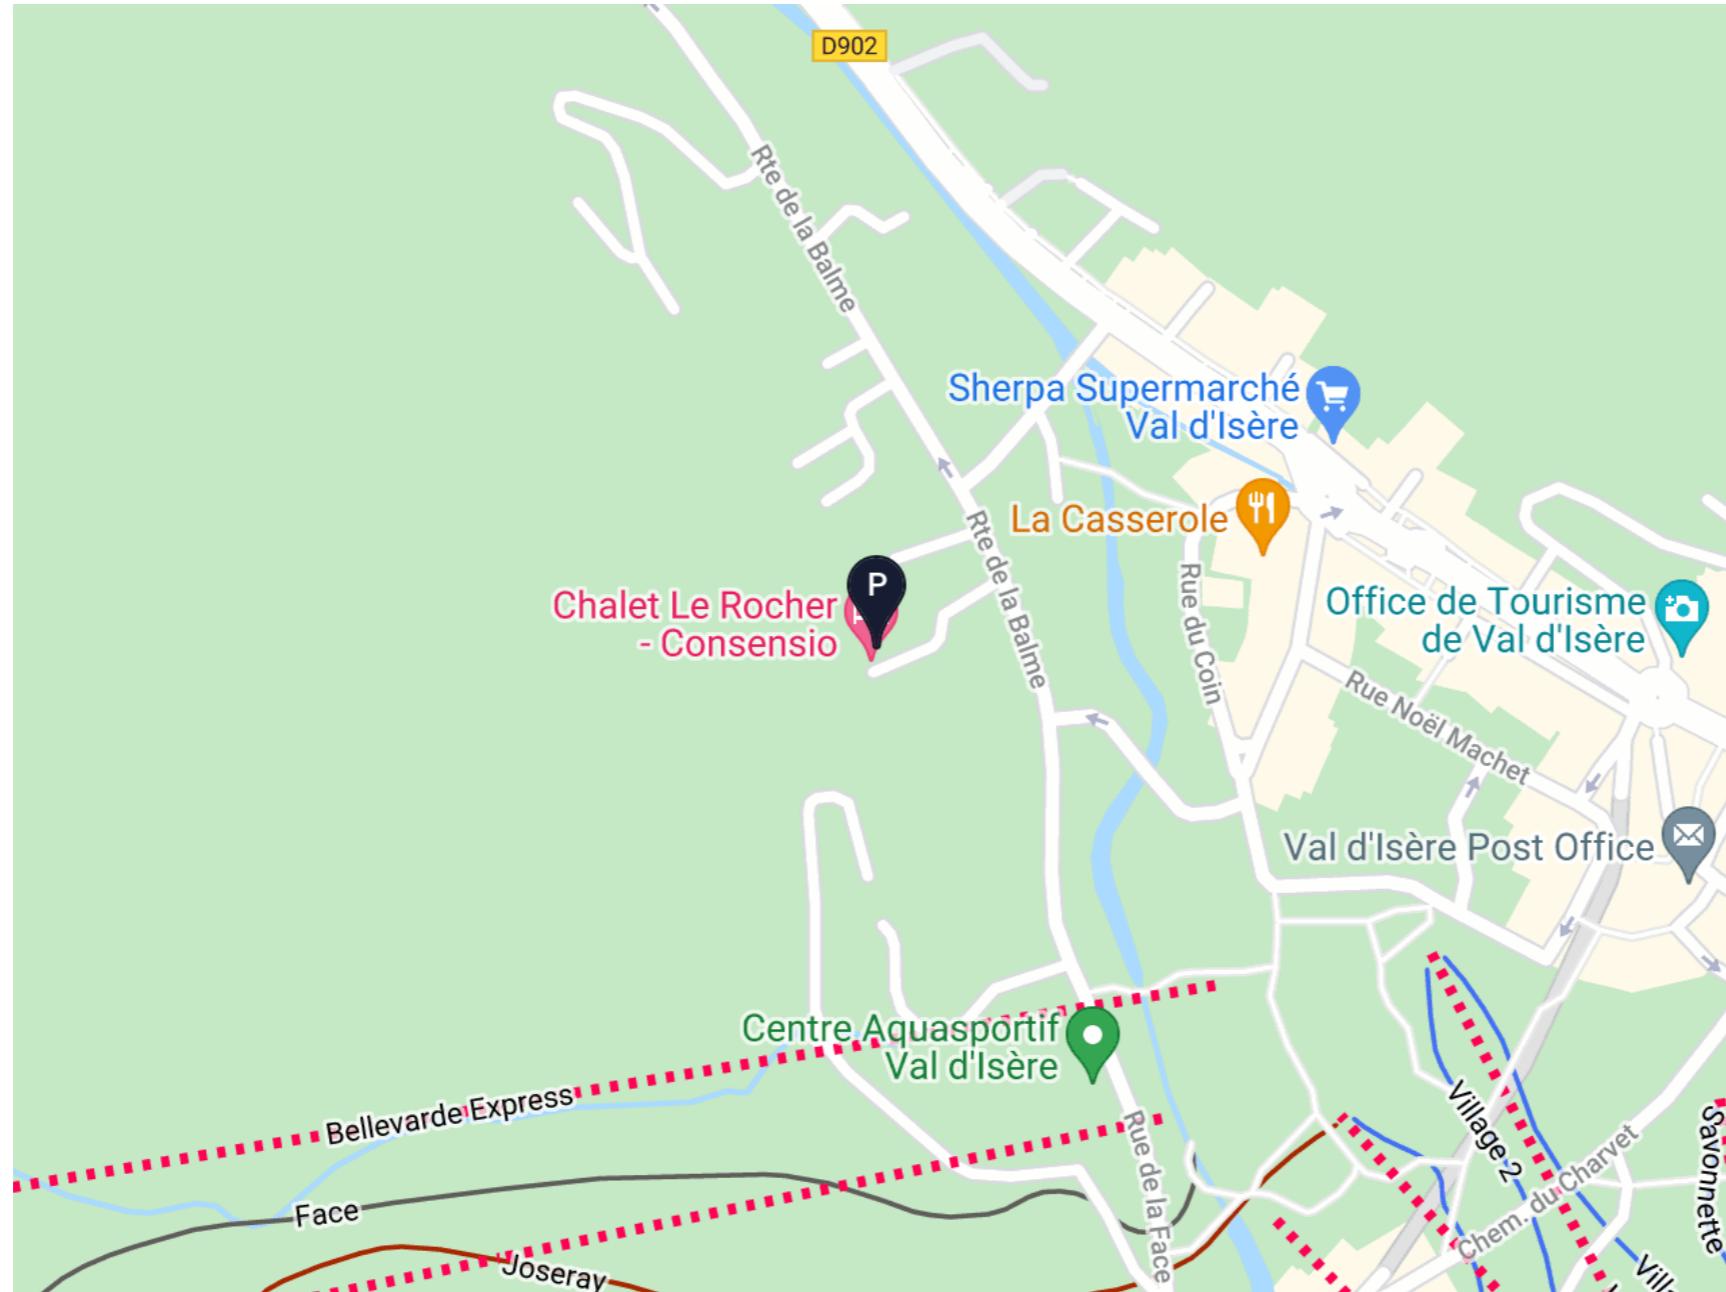 D902
Rte de la Balme
Sherpa Supermarché
Val d'Isère
La Casserole
Rte de la Balme
Rue du Coin
P
Chalet Le Rocher
- Consensio
Office de Tourisme
de Val d'Isère
Rue Noël Machet
Val d'Isère Post Office
Centre Aquasportif
Val d'Isère
Bellevarde Express
Village 2
Rue de la Face
Chem. du Charvet
Savonnette
Face
Joseray